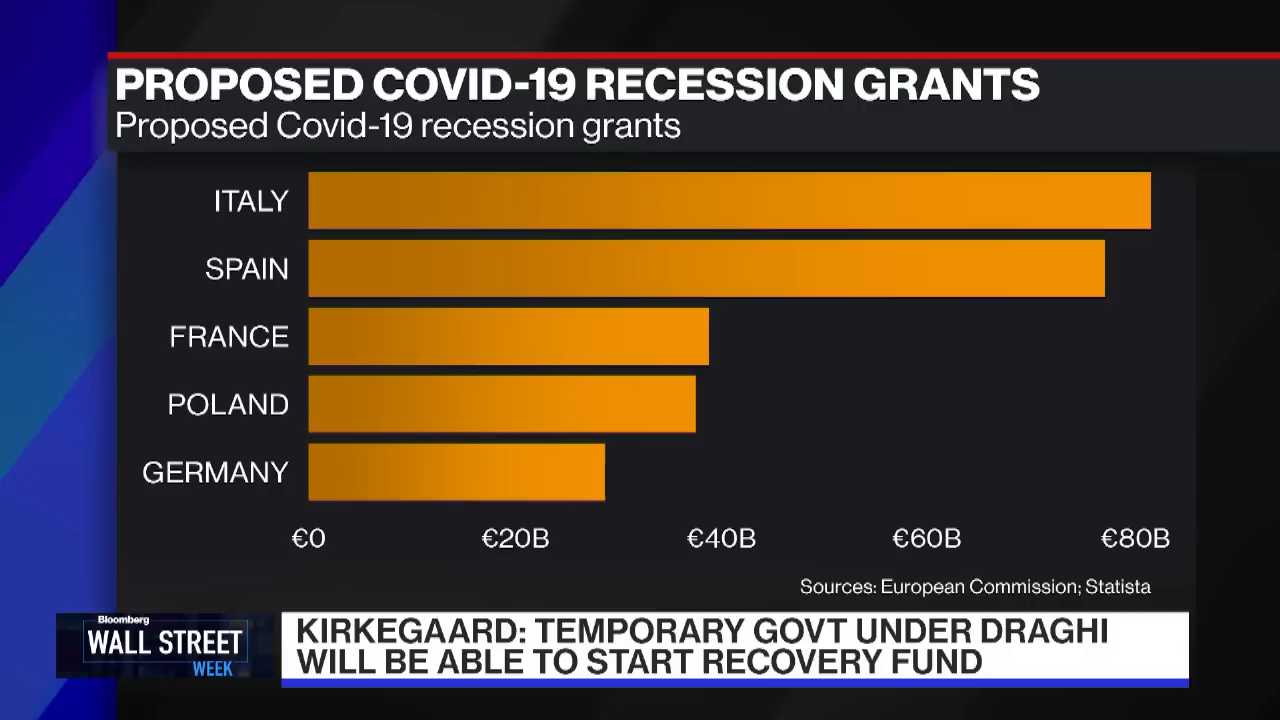 PROPOSED COVID-19 RECESSION GRANTS
Proposed Covid-19 recession grants
ITALY
SPAIN
FRANCE
POLAND
GERMANY
€0 €20B €40B €60B €80B
Sources: European Commission; Statista
Bloomberg
WALL STREET
WEEK
KIRKEGAARD: TEMPORARY GOVT UNDER DRAGHI
WILL BE ABLE TO START RECOVERY FUND